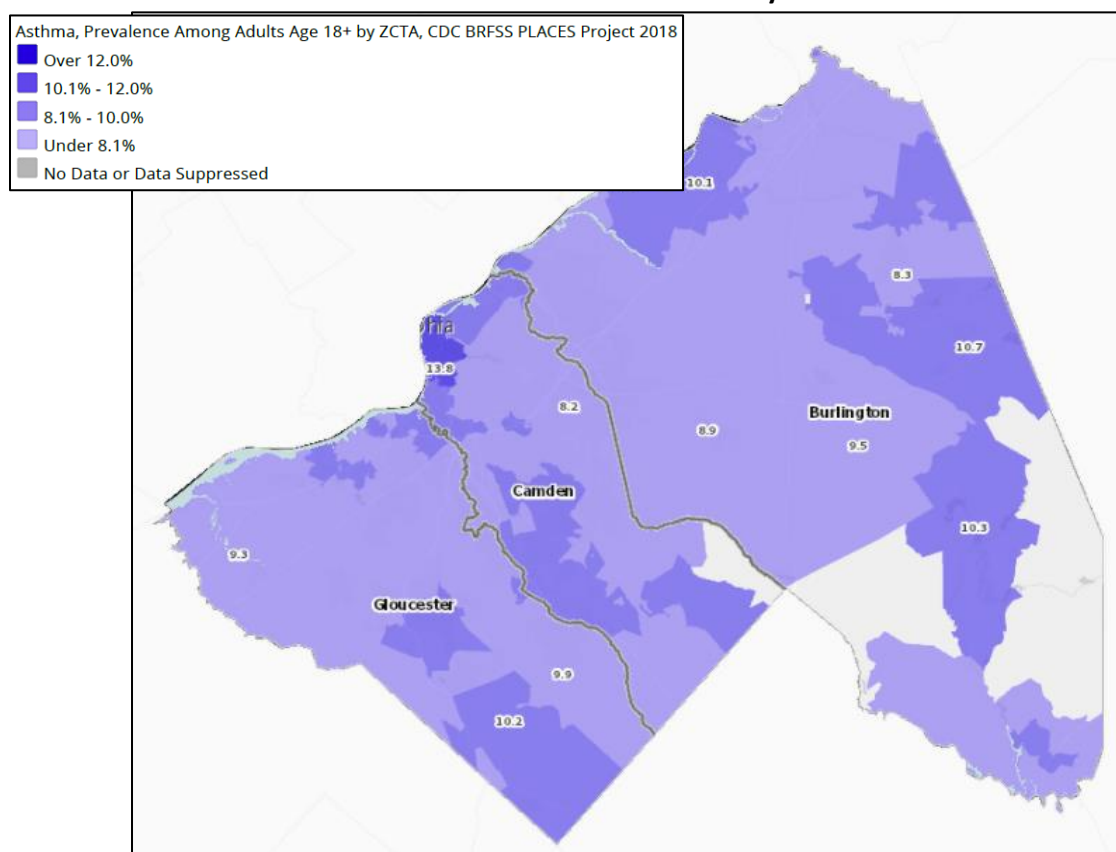 Asthma, Prevalence Among Adults Age 18+ by ZCTA, CDC BRFSS PLACES Project 2018
Over 12.0%
10.1% - 12.0%
8.1% - 10.0%
Under 8.1%
No Data or Data Suppressed
10.1
8.3
phia
10.7
13.8
8.2
Burlington
8.9
9.5
Camden
10.3
9.3
Gloucester
9.9
10.2